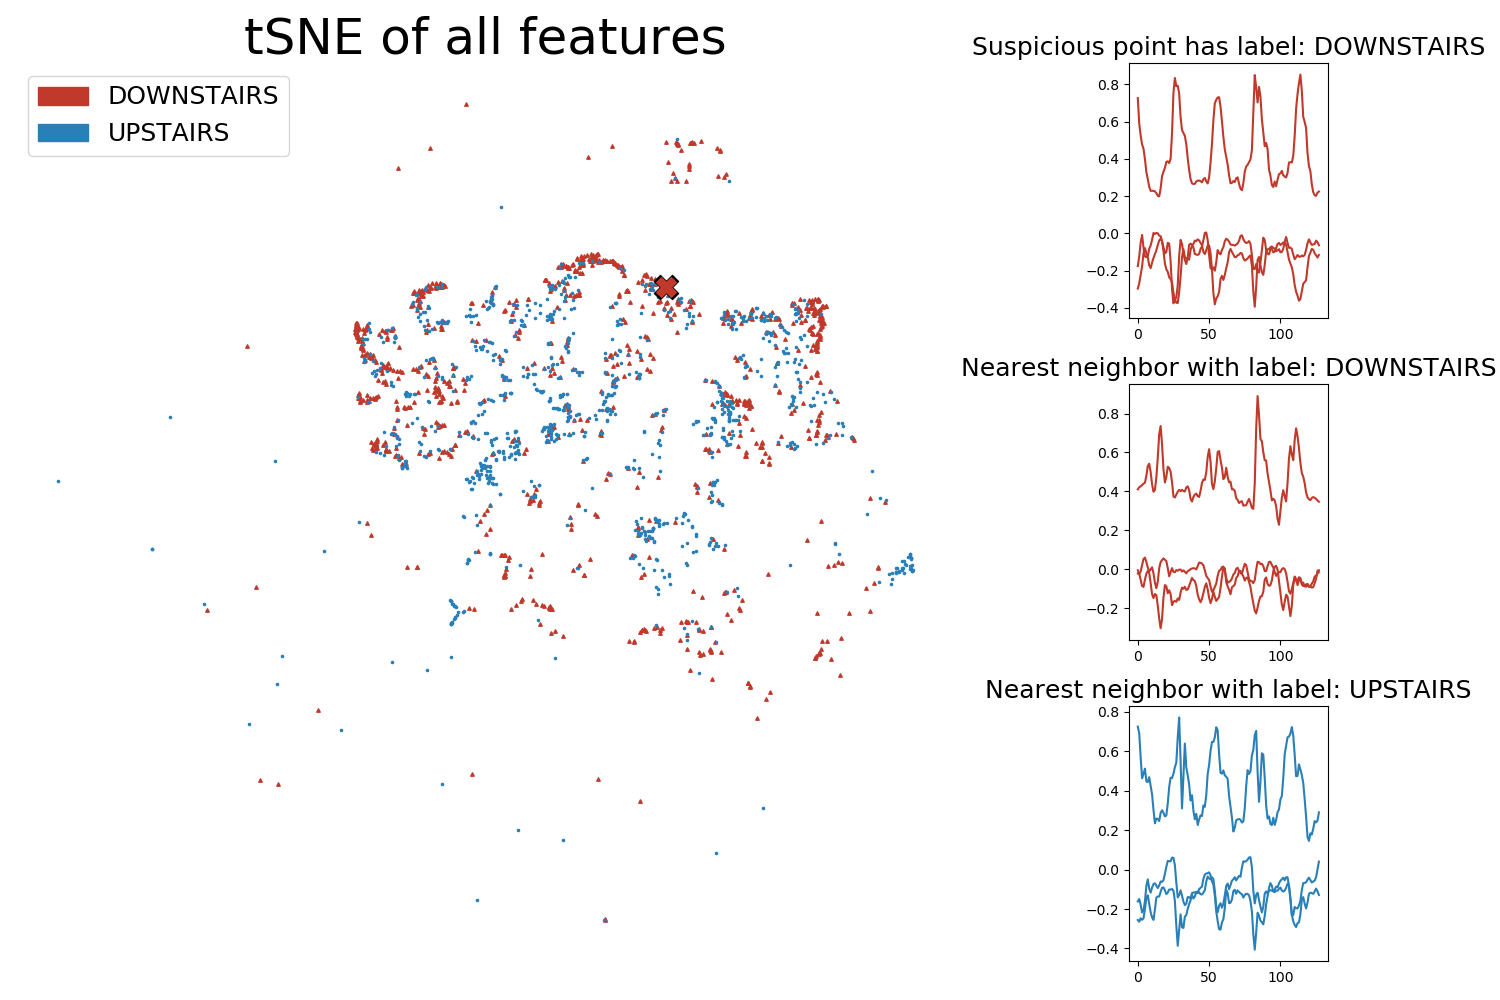 tSNE of all features
DOWNSTAIRS
UPSTAIRS
Suspicious point has label: DOWNSTAIRS
0.8
0.6
0.4
0.2
0.0
−0.2
−0.4
0 50 100
Nearest neighbor with label: DOWNSTAIRS
0.8
0.6
0.4
0.2
0.0
−0.2
0 50 100
Nearest neighbor with label: UPSTAIRS
0.8
0.6
0.4
0.2
0.0
−0.2
−0.4
0 50 100